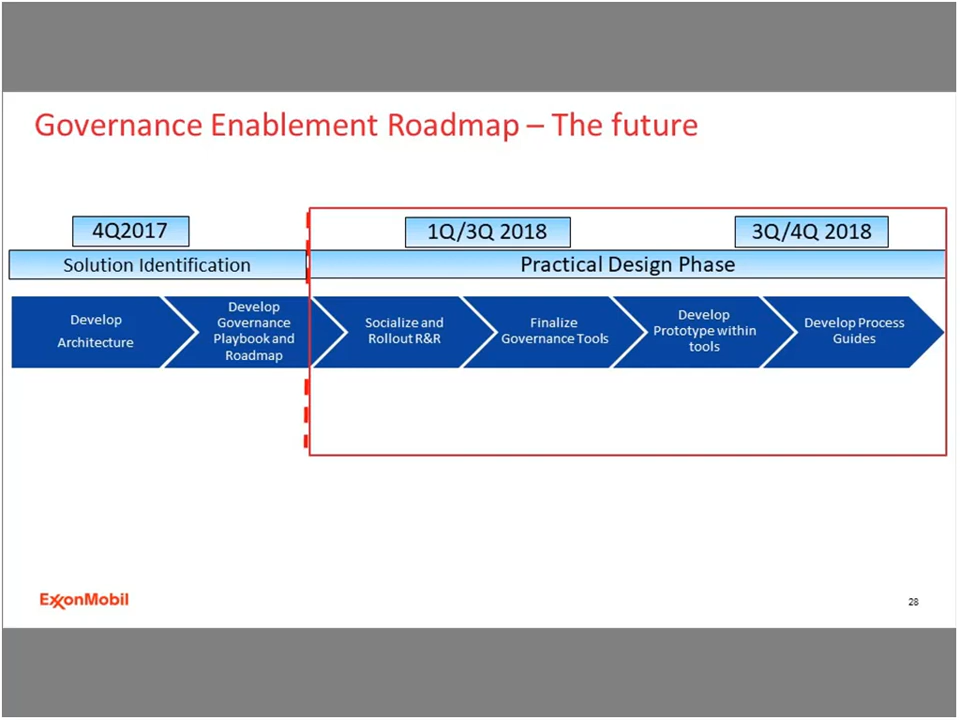 Governance Enablement Roadmap – The future
4Q2017
1Q/3Q 2018
3Q/4Q 2018
Solution Identification
Practical Design Phase
Develop
Architecture
Develop
Governance
Playbook and
Roadmap
Socialize and
Rollout R&R
Finalize
Governance Tools
Develop
Prototype within
tools
Develop Process
Guides
ExxonMobil
28